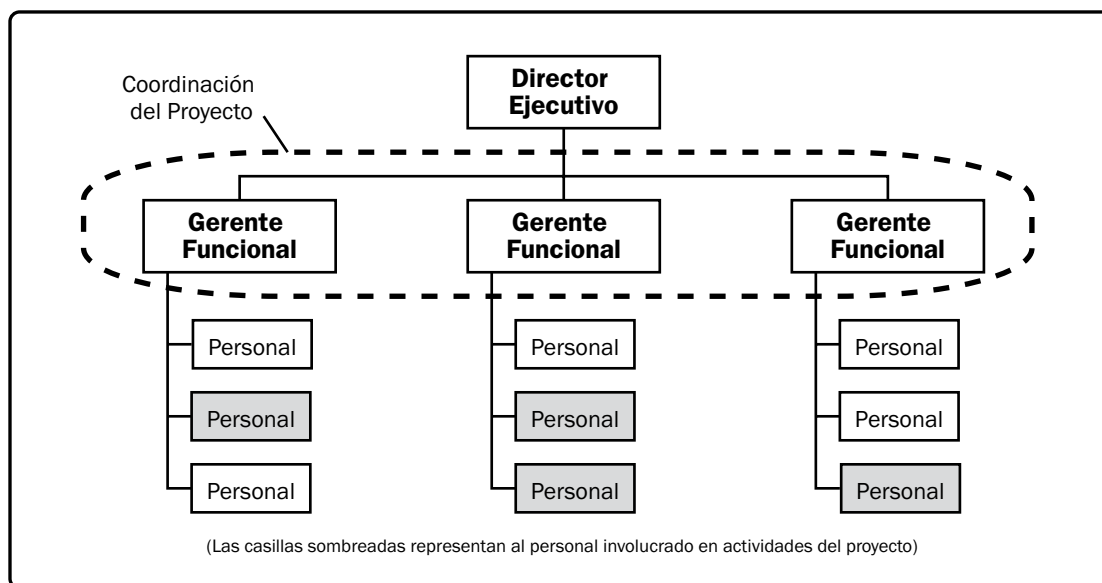 Coordinación
del Proyecto
Director
Ejecutivo
Gerente
Funcional
Gerente
Funcional
Gerente
Funcional
Personal
Personal
Personal
Personal
Personal
Personal
Personal
Personal
Personal
(Las casillas sombreadas representan al personal involucrado en actividades del proyecto)